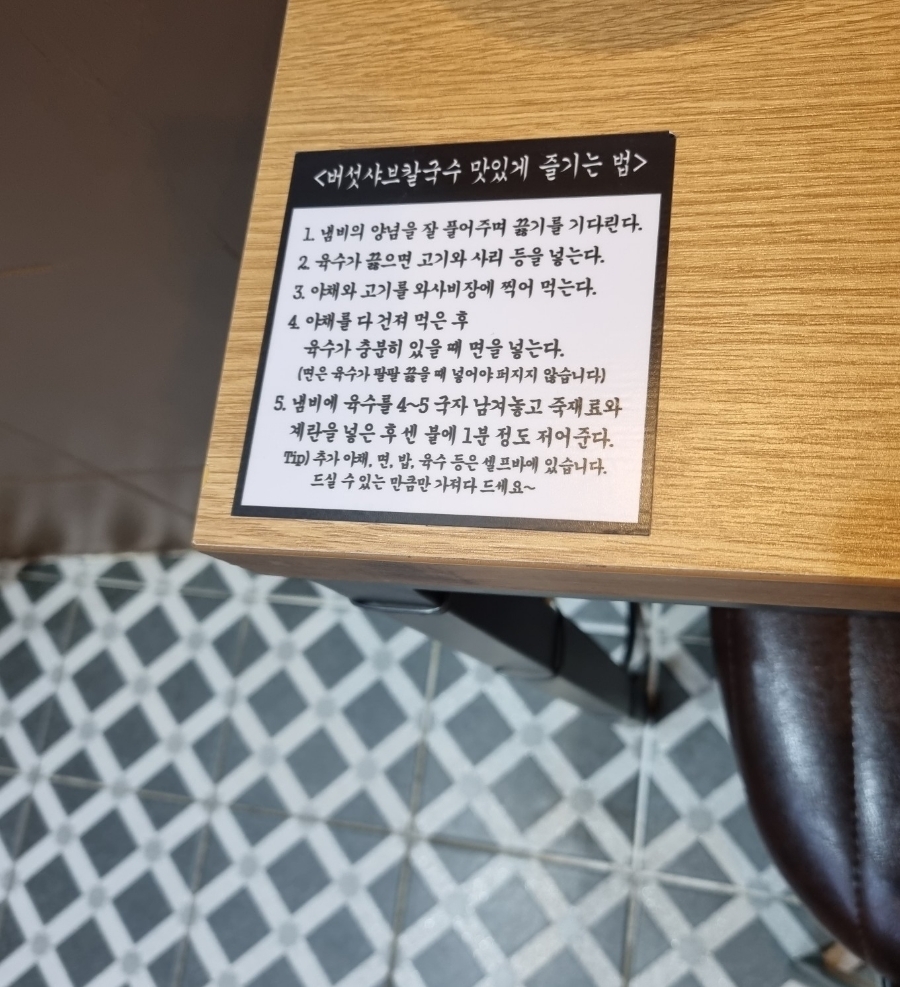 <버섯샤브칼국수 맛있게 즐기는 법>
1. 냄비의 양념을 잘 풀어주며 끓기를 기다린다.
2. 육수가 끓으면 고기와 사리 등을 넣는다.
3. 야채와 고기를 와사비장에 찍어 먹는다.
4. 야채를 다 건져 먹은 후
육수가 충분히 있을 때 면을 넣는다.
(면은 육수가 팔팔 끓을 때 넣어야 퍼지지 않습니다)
5. 냄비에 육수를 4~5 국자 남겨놓고 죽재료와
계란을 넣은 후 센 불에 1분 정도 저어준다.
Tip) 추가 야채, 면, 밥, 육수 등은 셀프바에 있습니다.
드실 수 있는 만큼만 가져다 드세요~